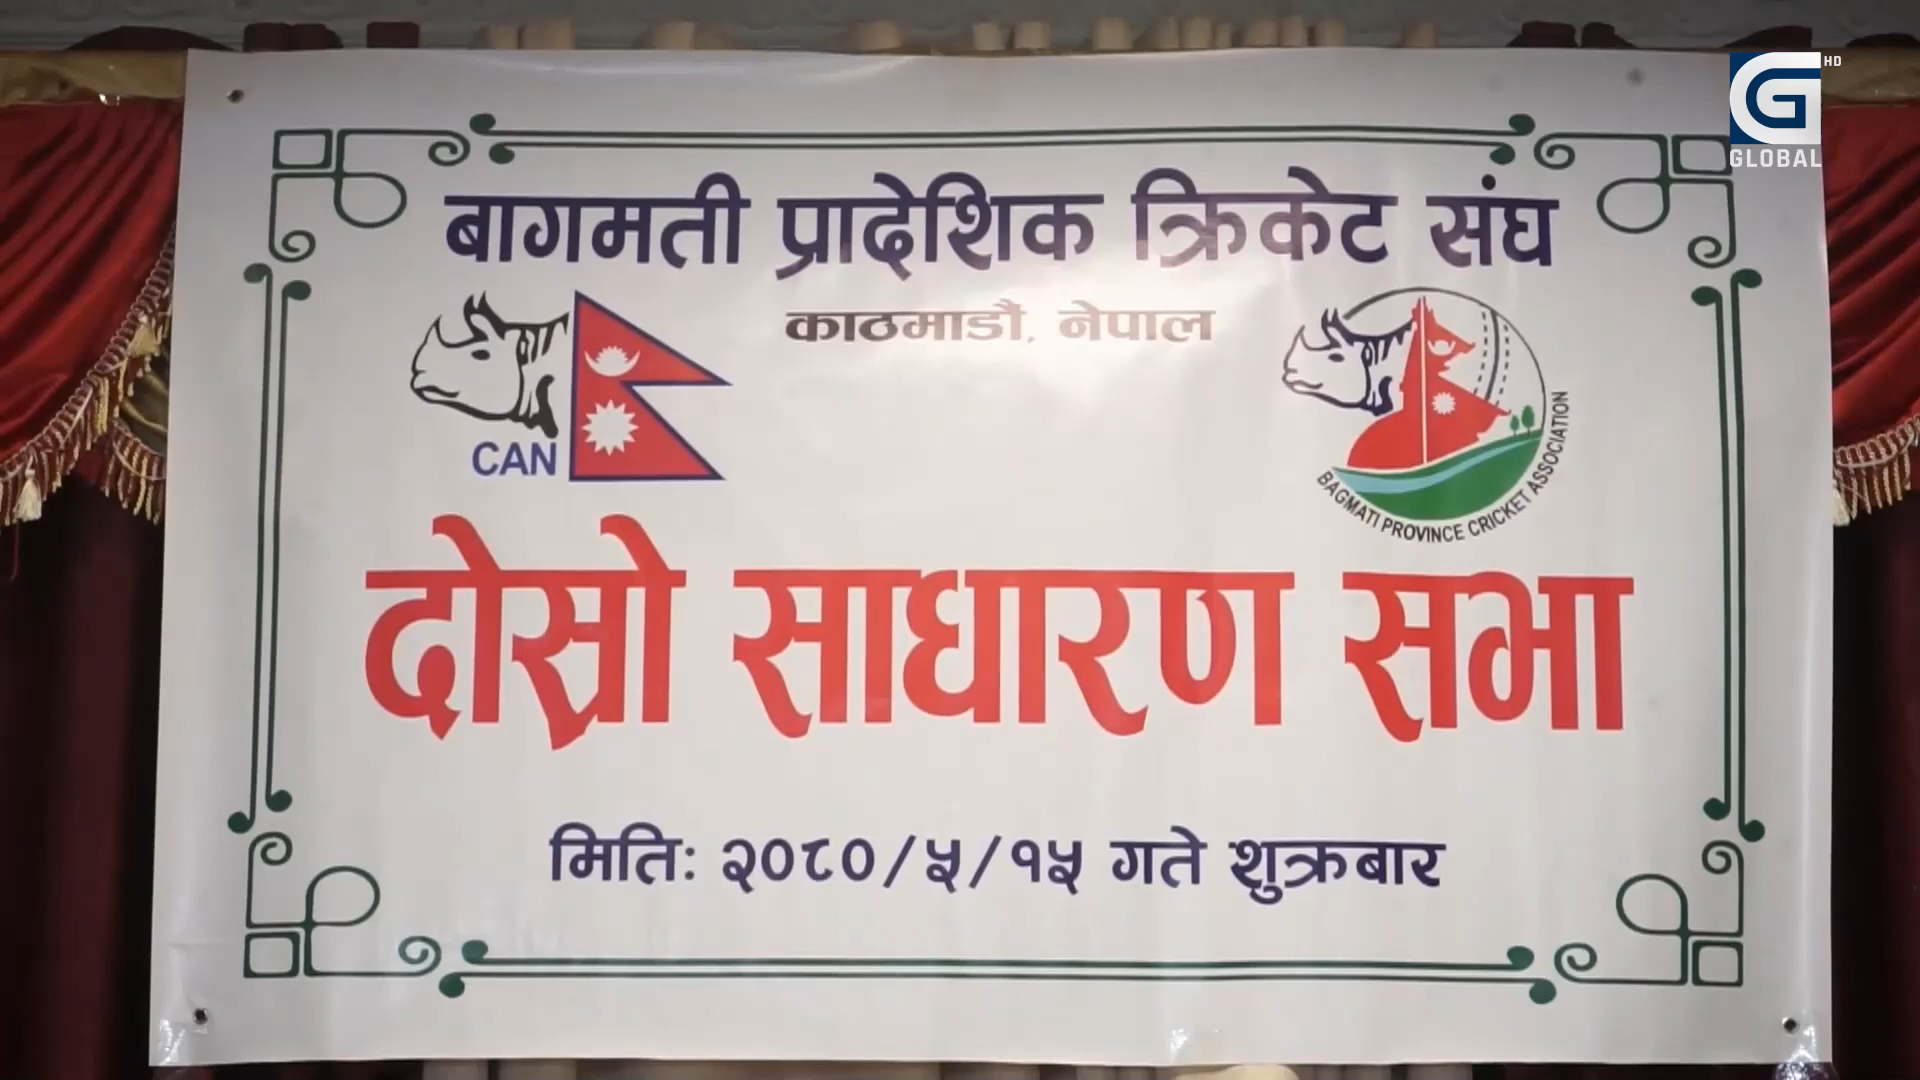 HD
GLOBAL
बागमती प्रादेशिक क्रिकेट संघ
काठमाडौं, नेपाल
CAN
BAGMATI PROVINCE CRICKET ASSOCIATION
दोस्रो साधारण सभा
मितिः २०८०/५/१५ गते शुक्रबार